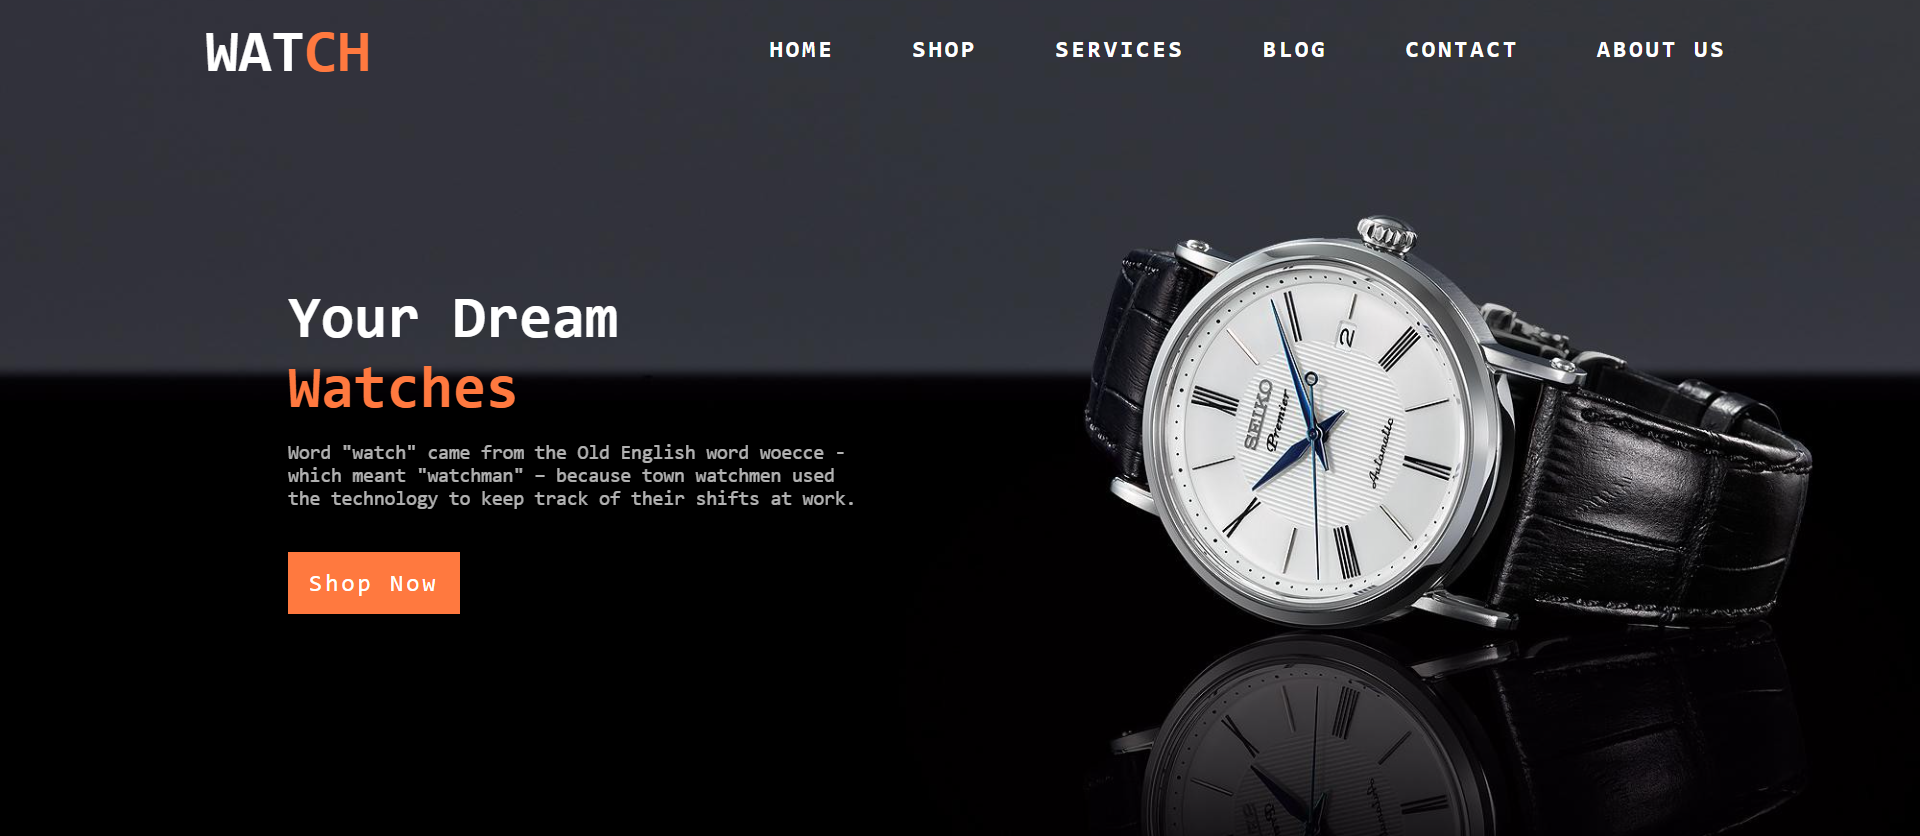 WATCH
HOME SHOP SERVICES BLOG CONTACT ABOUT US
Your Dream
Watches
Word "watch" came from the Old English word woecce -
which meant "watchman" – because town watchmen used
the technology to keep track of their shifts at work.
Shop Now
2
SEIKO
Premier
Automatic